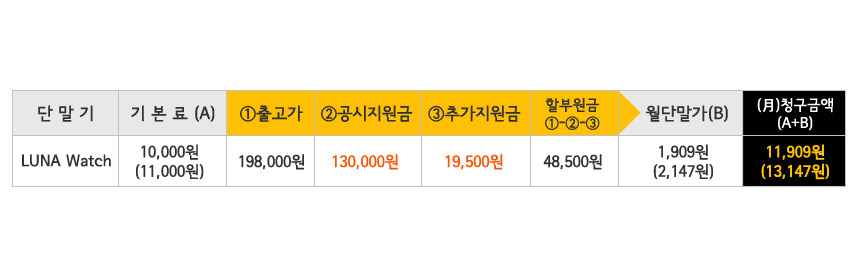 단 말 기
기 본 료 (A)
①출고가
②공시지원금
③추가지원금
할부원금
①-②-③
월단말가(B)
(月)청구금액
(A+B)
LUNA Watch
10,000원
(11,000원)
198,000원
130,000원
19,500원
48,500원
1,909원
(2,147원)
11,909원
(13,147원)